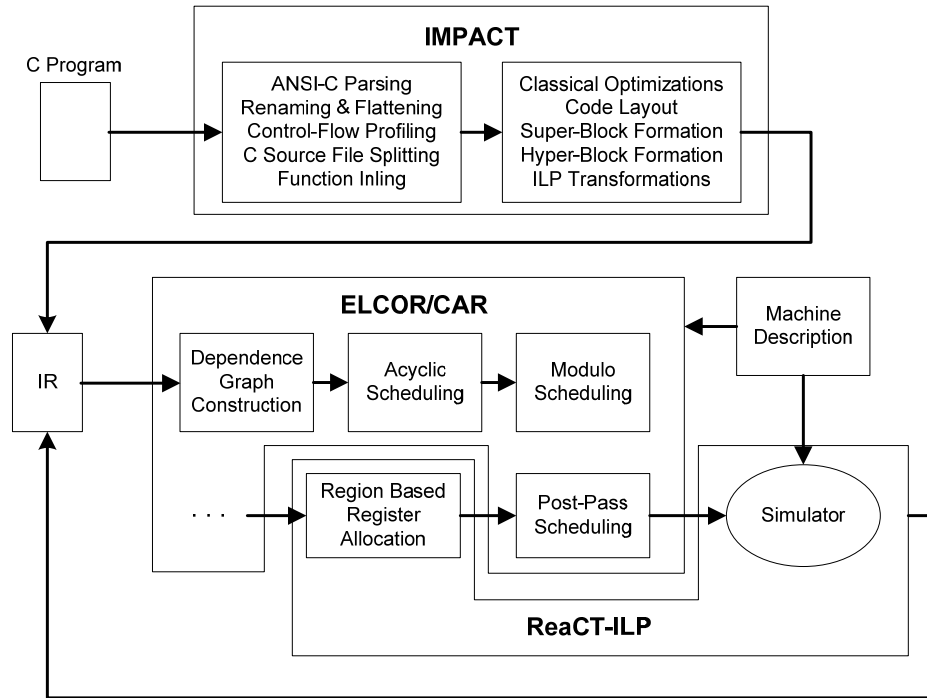 IMPACT
C Program
ANSI-C Parsing
Renaming & Flattening
Control-Flow Profiling
C Source File Splitting
Function Inling
Classical Optimizations
Code Layout
Super-Block Formation
Hyper-Block Formation
ILP Transformations
ELCOR/CAR
Machine
Description
IR
Dependence
Graph
Construction
Acyclic
Scheduling
Modulo
Scheduling
. . .
Region Based
Register
Allocation
Post-Pass
Scheduling
Simulator
ReaCT-ILP